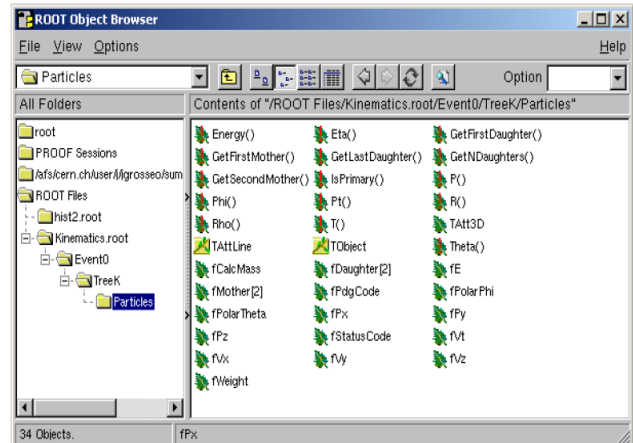 ROOT Object Browser
File View Options Help
Particles Option
All Folders Contents of "/ROOT Files/Kinematics.root/Event0/TreeK/Particles"
root
PROOF Sessions
/afs/cern.ch/user/j/jgrosseo/sum
ROOT Files
hist2.root
Kinematics.root
Event0
TreeK
Particles
Energy() Eta() GetFirstDaughter()
GetFirstMother() GetLastDaughter() GetNDaughters()
GetSecondMother() IsPrimary() P()
Phi() Pt() R()
Rho() T() TAtt3D
TAttLine TObject Theta()
fCalcMass fDaughter[2] fE
fMother[2] fPdgCode fPolarPhi
fPolarTheta fPx fPy
fPz fStatusCode fVt
fVx fVy fVz
fWeight
34 Objects. fPx